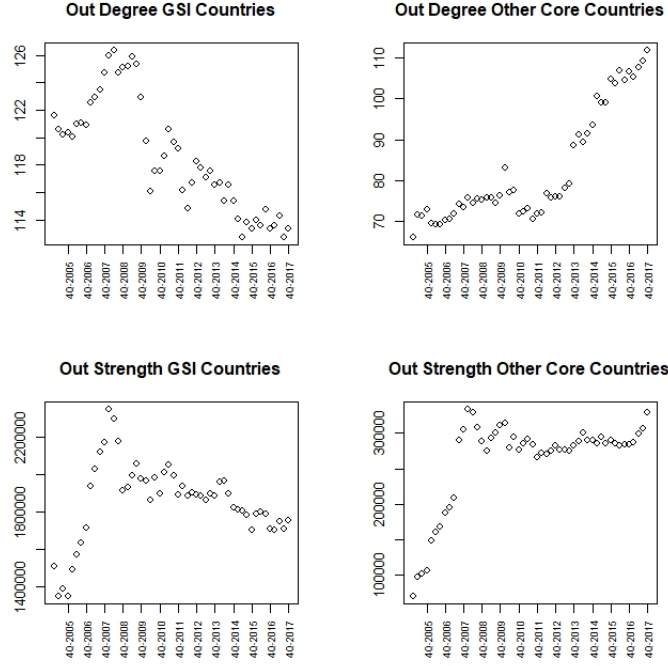 Out Degree GSI Countries
126
122
118
114
4Q-2005
4Q-2006
4Q-2007
4Q-2008
4Q-2009
4Q-2010
4Q-2011
4Q-2012
4Q-2013
4Q-2014
4Q-2015
4Q-2016
4Q-2017
Out Degree Other Core Countries
110
100
90
80
70
4Q-2005
4Q-2006
4Q-2007
4Q-2008
4Q-2009
4Q-2010
4Q-2011
4Q-2012
4Q-2013
4Q-2014
4Q-2015
4Q-2016
4Q-2017
Out Strength GSI Countries
2200000
1800000
1400000
4Q-2005
4Q-2006
4Q-2007
4Q-2008
4Q-2009
4Q-2010
4Q-2011
4Q-2012
4Q-2013
4Q-2014
4Q-2015
4Q-2016
4Q-2017
Out Strength Other Core Countries
300000
200000
100000
4Q-2005
4Q-2006
4Q-2007
4Q-2008
4Q-2009
4Q-2010
4Q-2011
4Q-2012
4Q-2013
4Q-2014
4Q-2015
4Q-2016
4Q-2017